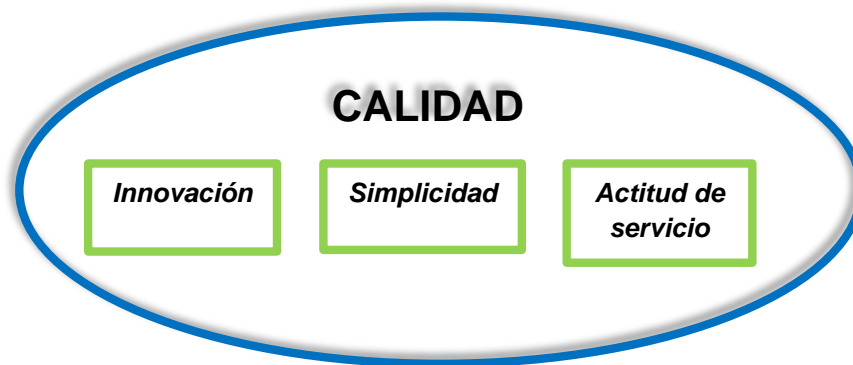 CALIDAD
Innovación
Simplicidad
Actitud de
servicio